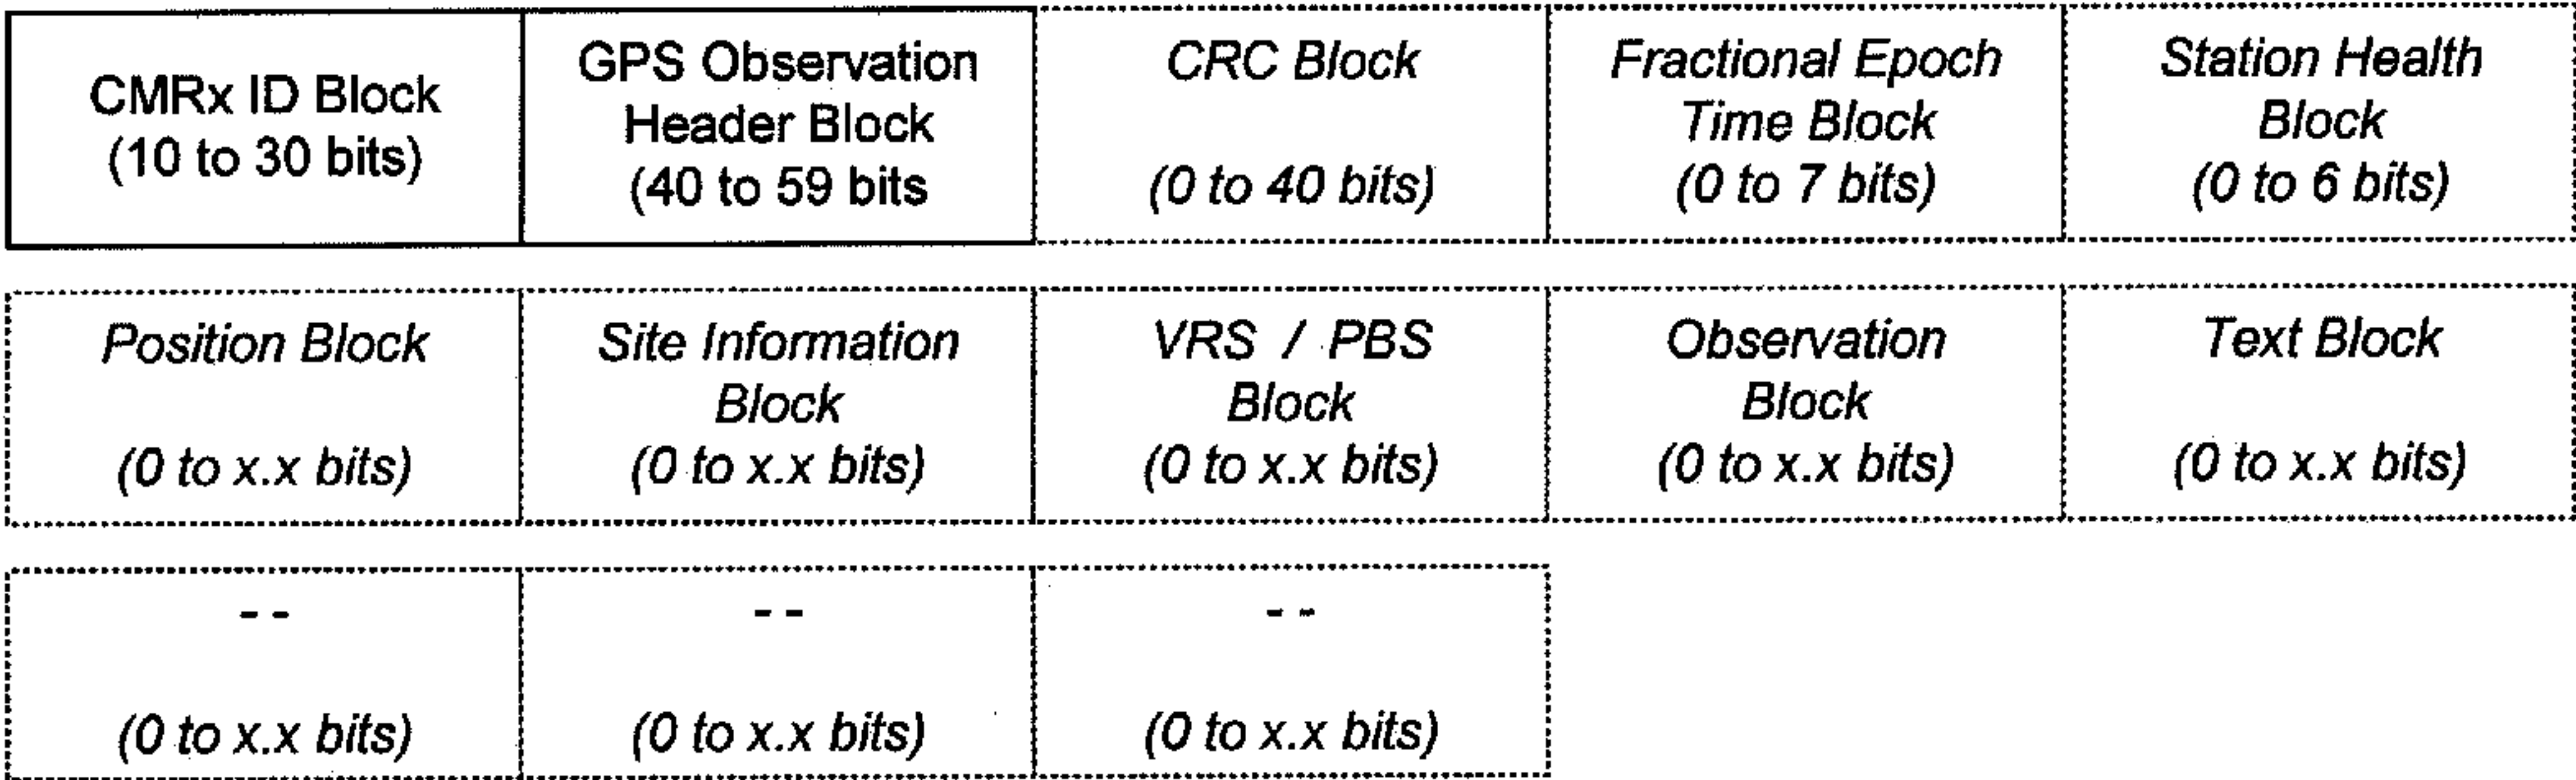 CMRx ID Block
(10 to 30 bits)
GPS Observation
Header Block
(40 to 59 bits
CRC Block
(0 to 40 bits)
Fractional Epoch
Time Block
(0 to 7 bits)
Station Health
Block
(0 to 6 bits)
Position Block
(0 to x.x bits)
Site Information
Block
(0 to x.x bits)
VRS / PBS
Block
(0 to x.x bits)
Observation
Block
(0 to x.x bits)
Text Block
(0 to x.x bits)
--
(0 to x.x bits)
--
(0 to x.x bits)
--
(0 to x.x bits)